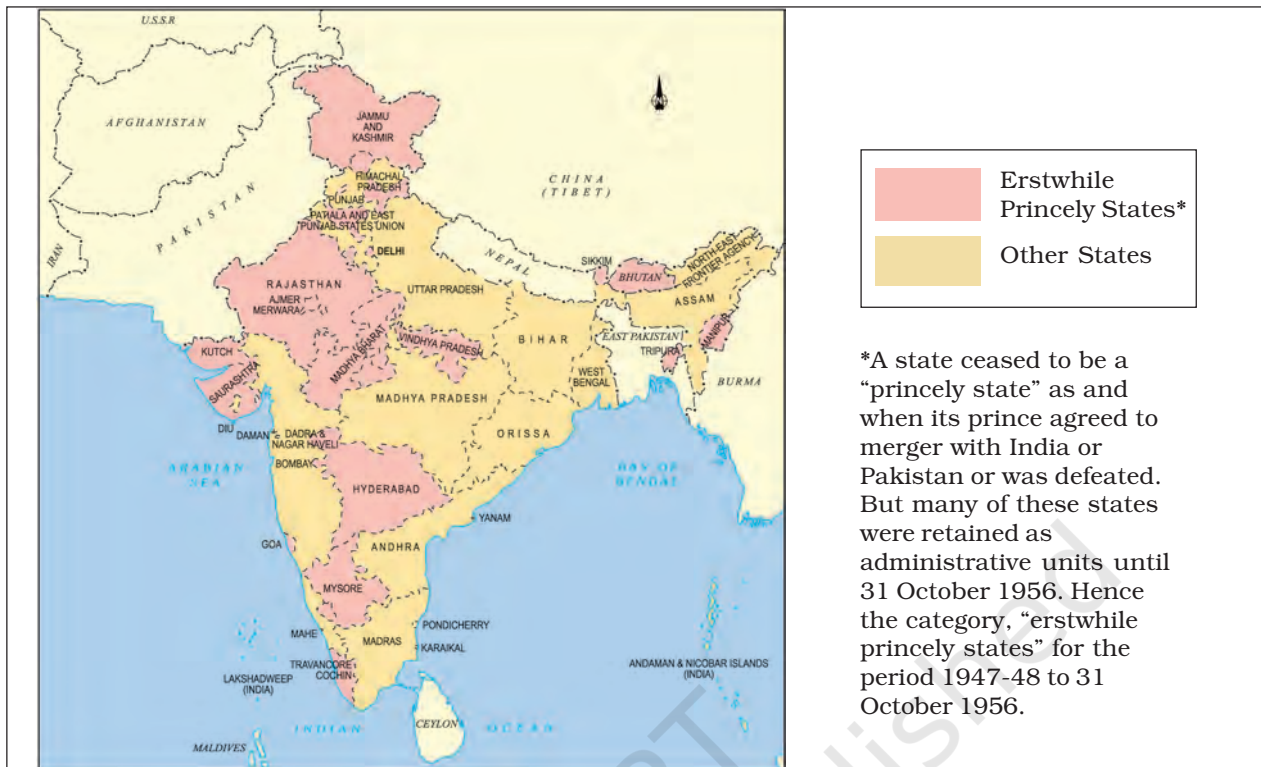 U.S.S.R
AFGHANISTAN
PAKISTAN
IRAN
JAMMU
AND
KASHMIR
HIMACHAL
PRADESH
PUNJAB
PATIALA AND EAST
PUNJAB STATES UNION
DELHI
CHINA
(TIBET)
NEPAL
SIKKIM
BHUTAN
NORTH-EAST
FRONTIER AGENCY
ASSAM
RAJASTHAN
AJMER
MERWARA
UTTAR PRADESH
BIHAR
EAST PAKISTAN
MANIPUR
TRIPURA
KUTCH
SAURASHTRA
MADHYA BHARAT
VINDHYA PRADESH
WEST
BENGAL
BURMA
MADHYA PRADESH
DIU
DAMAN
DADRA &
NAGAR HAVELI
ORISSA
BOMBAY
ARABIAN
SEA
BAY OF
BENGAL
HYDERABAD
YANAM
GOA
ANDHRA
MYSORE
MAHE
MADRAS
PONDICHERRY
KARAIKAL
TRAVANCORE
COCHIN
LAKSHADWEEP
(INDIA)
ANDAMAN & NICOBAR ISLANDS
(INDIA)
CEYLON
INDIAN OCEAN
MALDIVES
Erstwhile
Princely States*
Other States
*A state ceased to be a
“princely state” as and
when its prince agreed to
merger with India or
Pakistan or was defeated.
But many of these states
were retained as
administrative units until
31 October 1956. Hence
the category, “erstwhile
princely states” for the
period 1947-48 to 31
October 1956.